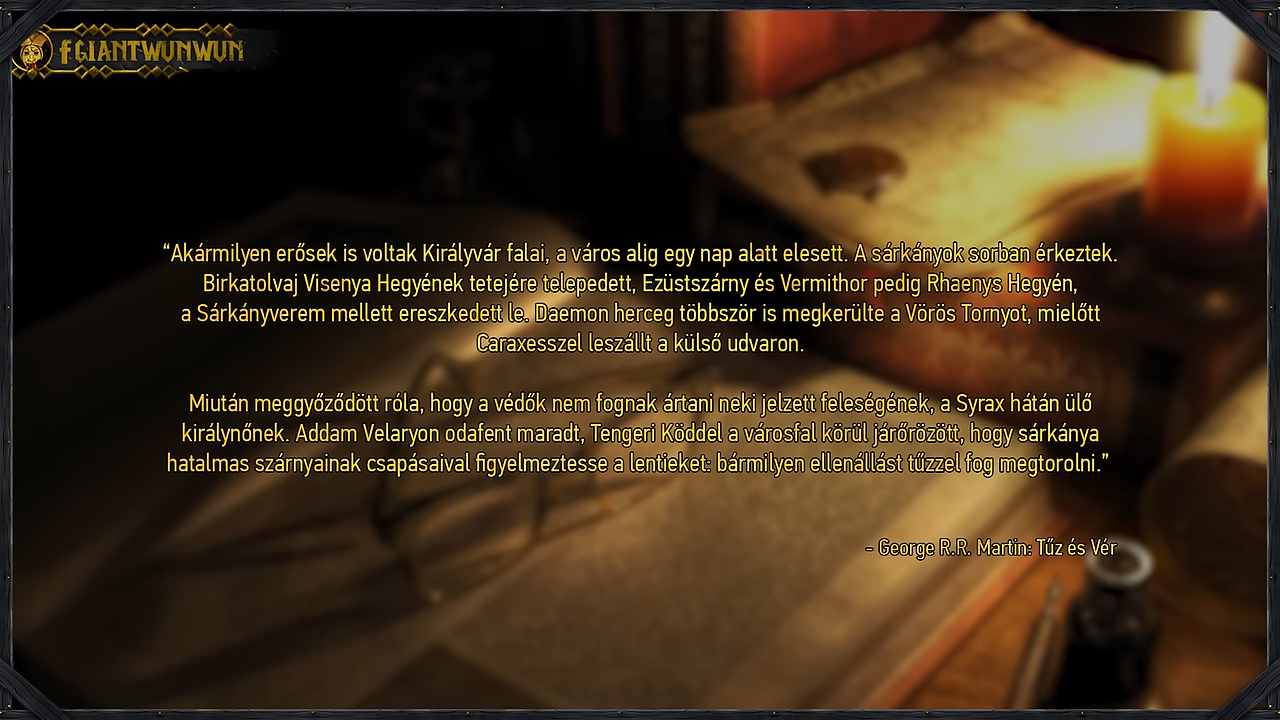 fGIANTWUNWUN
“Akármilyen erősek is voltak Királyvár falai, a város alig egy nap alatt elesett. A sárkányok sorban érkeztek.
Birkatolvaj Visenya Hegyének tetejére telepedett, Ezüstszárny és Vermithor pedig Rhaenys Hegyén,
a Sárkányverem mellett ereszkedett le. Daemon herceg többször is megkerülte a Vörös Tornyot, mielőtt
Caraxesszel leszállt a külső udvaron.
Miután meggyőződött róla, hogy a védők nem fognak ártani neki jelzett feleségének, a Syrax hátán ülő
királynőnek. Addam Velaryon odafent maradt, Tengeri Köddel a városfal körül járőrözött, hogy sárkánya
hatalmas szárnyainak csapásaival figyelmeztesse a lentieket: bármilyen ellenállást tűzzel fog megtorolni.”
- George R.R. Martin: Tűz és Vér